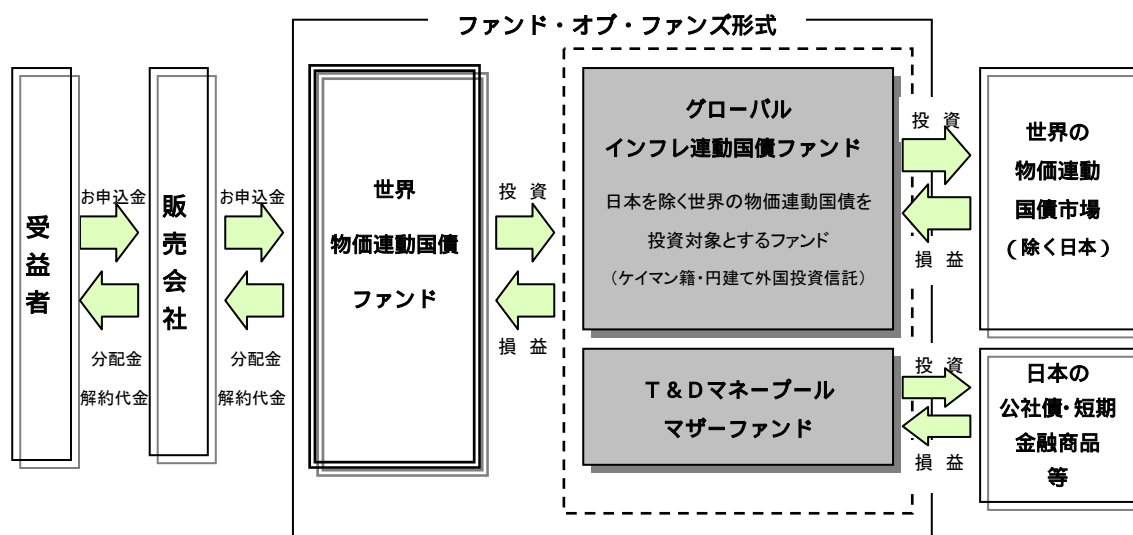 ファンド・オブ・ファンズ形式
受益者
お申込金
分配金
解約代金
販売会社
お申込金
分配金
解約代金
世界
物価連動国債
ファンド
投 資
損 益
グローバル
インフレ連動国債ファンド
日本を除く世界の物価連動国債を
投資対象とするファンド
（ケイマン籍・円建て外国投資信託）
投 資
損 益
世界の
物価連動
国債市場
（除く日本）
Ｔ＆Ｄマネープール
マザーファンド
投 資
損 益
日本の
公社債・短期
金融商品
等